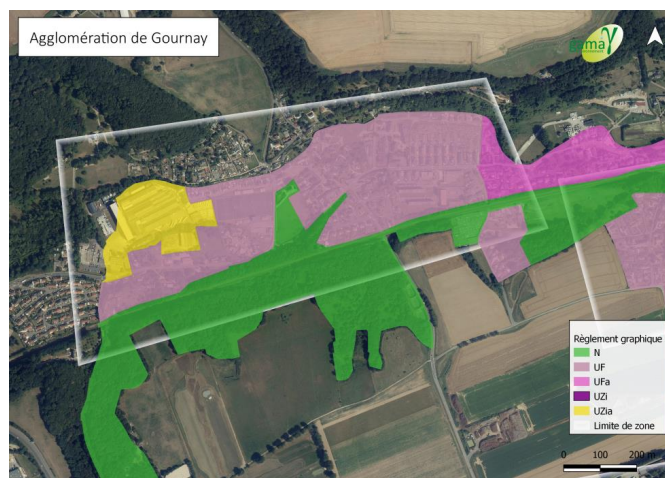 Agglomération de Gournay
Règlement graphique
N
UF
UFa
UZi
UZia
Limite de zone
0 100 200 m